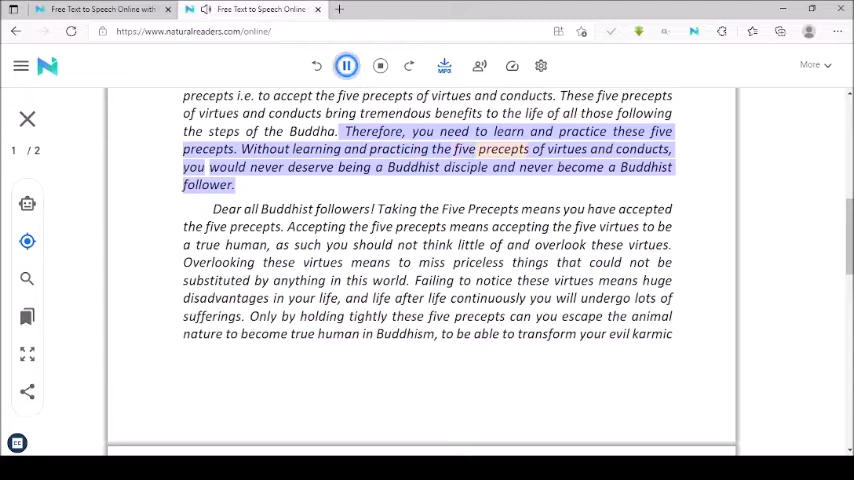 Free Text to Speech Online with
Free Text to Speech Online
https://www.naturalreaders.com/online/
MP3
More
precepts i.e. to accept the five precepts of virtues and conducts. These five precepts
of virtues and conducts bring tremendous benefits to the life of all those following
the steps of the Buddha. Therefore, you need to learn and practice these five
precepts. Without learning and practicing the five precepts of virtues and conducts,
you would never deserve being a Buddhist disciple and never become a Buddhist
follower.
1 / 2
Dear all Buddhist followers! Taking the Five Precepts means you have accepted
the five precepts. Accepting the five precepts means accepting the five virtues to be
a true human, as such you should not think little of and overlook these virtues.
Overlooking these virtues means to miss priceless things that could not be
substituted by anything in this world. Failing to notice these virtues means huge
disadvantages in your life, and life after life continuously you will undergo lots of
sufferings. Only by holding tightly these five precepts can you escape the animal
nature to become true human in Buddhism, to be able to transform your evil karmic
CC